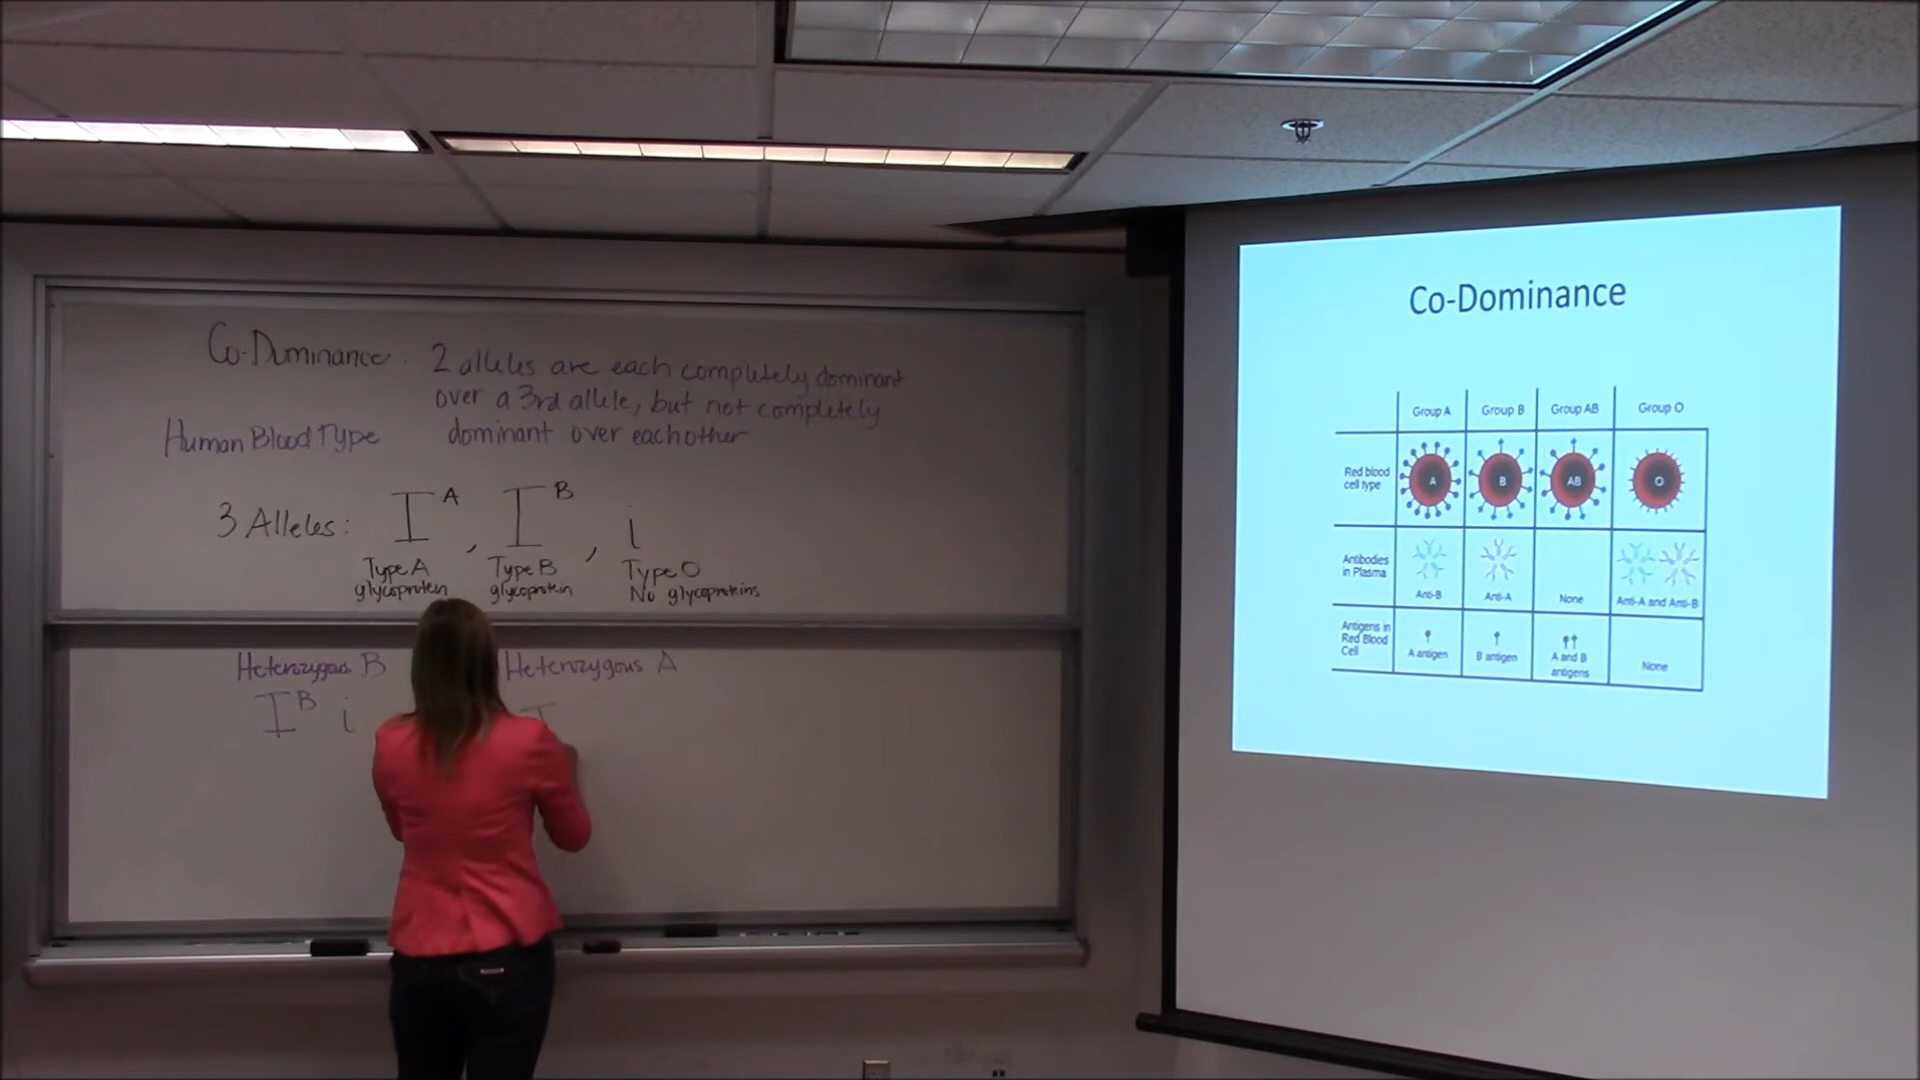 Co-Dominance:
2 alleles are each completely dominant
over a 3rd allele, but not completely
dominant over eachother
Human Blood Type
3 Alleles: I^A, I^B, i
Type A Type B Type O
glycoprotein glycoprotein No glycoproteins
Heterozygous B Heterozygous A
I^B i I
Co-Dominance
Group A Group B Group AB Group O
Red blood
cell type
A B AB O
Antibodies
in Plasma
Anti-B Anti-A None Anti-A and Anti-B
Antigens in
Red Blood
Cell
A antigen B antigen A and B
antigens
None